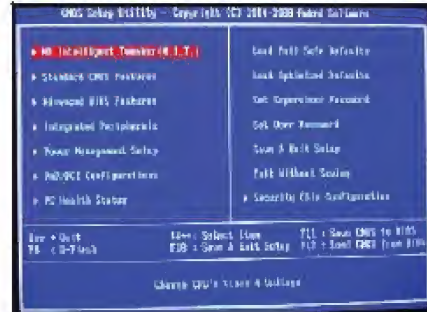 CMOS Setup Utility - Copyright (C) 1984-2008 Award Software
MB Intelligent Tweaker(M.I.T.)
Standard CMOS Features
Advanced BIOS Features
Integrated Peripherals
Power Management Setup
PnP/PCI Configurations
PC Health Status
Load Fail-Safe Defaults
Load Optimized Defaults
Set Supervisor Password
Set User Password
Save & Exit Setup
Exit Without Saving
Security Chip Configuration
Esc : Quit
F8 : Q-Flash
: Select Item
F10 : Save & Exit Setup
F11 : Save CMOS to BIOS
F12 : Load CMOS from BIOS
Change CPU's Clock & Voltage